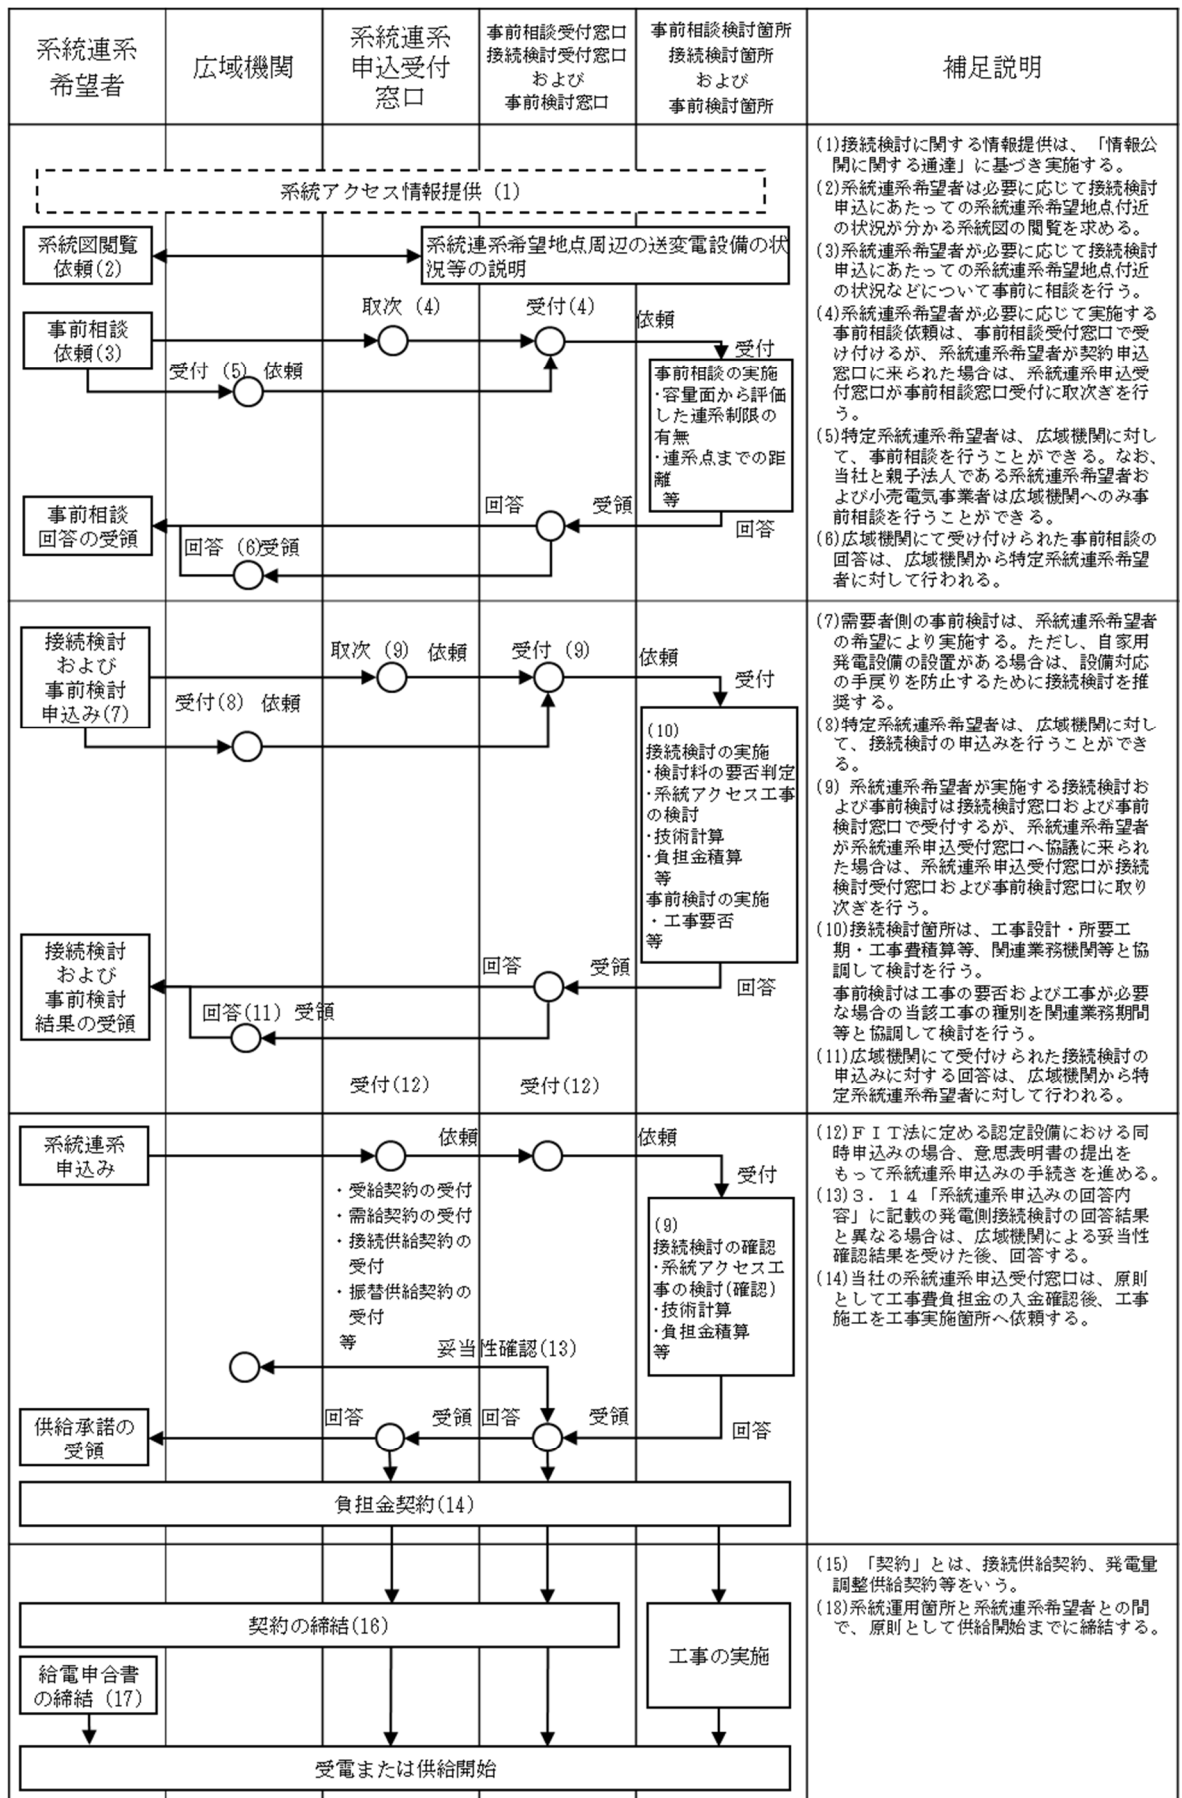 系統連系
希望者
広域機関
系統連系
申込受付
窓口
事前相談受付窓口
接続検討受付窓口
および
事前検討窓口
事前相談検討箇所
接続検討箇所
および
事前検討箇所
補足説明
系統アクセス情報提供 (1)
系統図閲覧
依頼(2)
系統連系希望地点周辺の送変電設備の状
況等の説明
取次 (4)
受付(4)
依頼
事前相談
依頼(3)
受付
受付 (5) 依頼
事前相談の実施
・容量面から評価
した連系制限の
有無
・連系点までの距
離
等
事前相談
回答の受領
回答
受領
回答
回答 (6)受領
(1)接続検討に関する情報提供は、「情報公
開に関する通達」に基づき実施する。
(2)系統連系希望者は必要に応じて接続検討
申込にあたっての系統連系希望地点付近
の状況が分かる系統図の閲覧を求める。
(3)系統連系希望者が必要に応じて接続検討
申込にあたっての系統連系希望地点付近
の状況などについて事前に相談を行う。
(4)系統連系希望者が必要に応じて実施する
事前相談依頼は、事前相談受付窓口で受
け付けるが、系統連系希望者が契約申込
窓口に来られた場合は、系統連系申込受
付窓口が事前相談窓口受付に取次ぎを行
う。
(5)特定系統連系希望者は、広域機関に対し
て、事前相談を行うことができる。なお、
当社と親子法人である系統連系希望者お
よび小売電気事業者は広域機関へのみ事
前相談を行うことができる。
(6)広域機関にて受け付けられた事前相談の
回答は、広域機関から特定系統連系希望
者に対して行われる。
接続検討
および
事前検討
申込み(7)
取次 (9)
依頼
受付 (9)
依頼
受付
受付(8) 依頼
(10)
接続検討の実施
・検討料の要否判定
・系統アクセス工事
の検討
・技術計算
・負担金積算
等
事前検討の実施
・工事要否
等
接続検討
および
事前検討
結果の受領
回答
受領
回答
回答(11) 受領
受付(12)
受付(12)
(7)需要者側の事前検討は、系統連系希望者
の希望により実施する。ただし、自家用
発電設備の設置がある場合は、設備対応
の手戻りを防止するために接続検討を推
奨する。
(8)特定系統連系希望者は、広域機関に対し
て、接続検討の申込みを行うことができ
る。
(9) 系統連系希望者が実施する接続検討お
よび事前検討は接続検討窓口および事前
検討窓口で受付するが、系統連系希望者
が系統連系申込受付窓口へ協議に来られ
た場合は、系統連系申込受付窓口が接続
検討受付窓口および事前検討窓口に取り
次ぎを行う。
(10)接続検討箇所は、工事設計・所要工
期・工事費積算等、関連業務機関等と協
調して検討を行う。
事前検討は工事の要否および工事が必要
な場合の当該工事の種別を関連業務期間
等と協調して検討を行う。
(11)広域機関にて受付けられた接続検討の
申込みに対する回答は、広域機関から特
定系統連系希望者に対して行われる。
系統連系
申込み
依頼
依頼
受付
・受給契約の受付
・需給契約の受付
・接続供給契約の
受付
・振替供給契約の
受付
等
(9)
接続検討の確認
・系統アクセスエ
事の検討(確認)
・技術計算
・負担金積算
等
妥当性確認(13)
供給承諾の
受領
回答
受領
回答
受領
回答
負担金契約(14)
(12)ＦＩＴ法に定める認定設備における同
時申込みの場合、意思表明書の提出を
もって系統連系申込みの手続きを進める。
(13)３．１４「系統連系申込みの回答内
容」に記載の発電側接続検討の回答結果
と異なる場合は、広域機関による妥当性
確認結果を受けた後、回答する。
(14)当社の系統連系申込受付窓口は、原則
として工事費負担金の入金確認後、工事
施工を工事実施箇所へ依頼する。
契約の締結(16)
工事の実施
給電申合書
の締結 (17)
受電または供給開始
(15) 「契約」とは、接続供給契約、発電量
調整供給契約等をいう。
(18)系統運用箇所と系統連系希望者との間
で、原則として供給開始までに締結する。